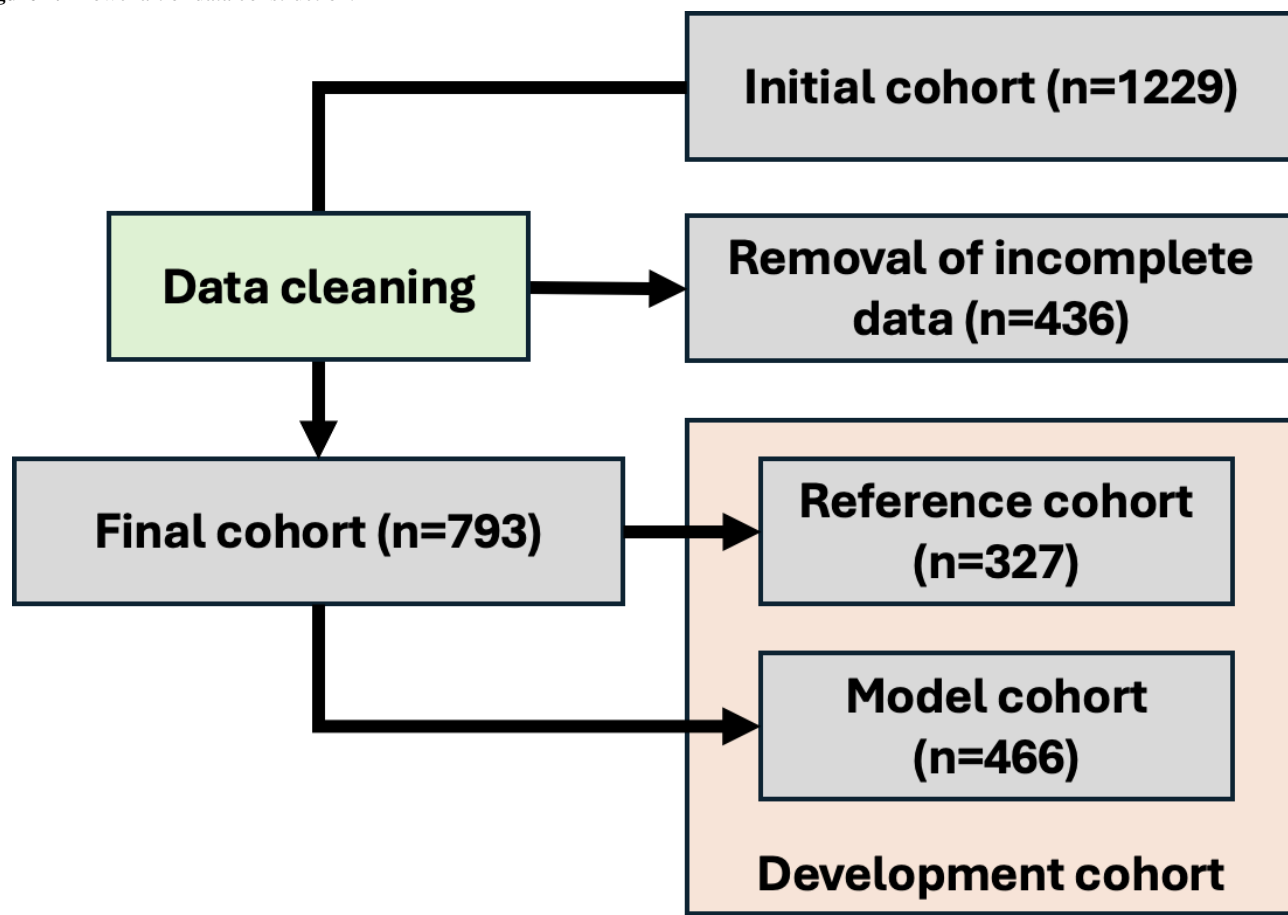 Initial cohort (n=1229)
Data cleaning
Removal of incomplete
data (n=436)
Final cohort (n=793)
Reference cohort
(n=327)
Model cohort
(n=466)
Development cohort